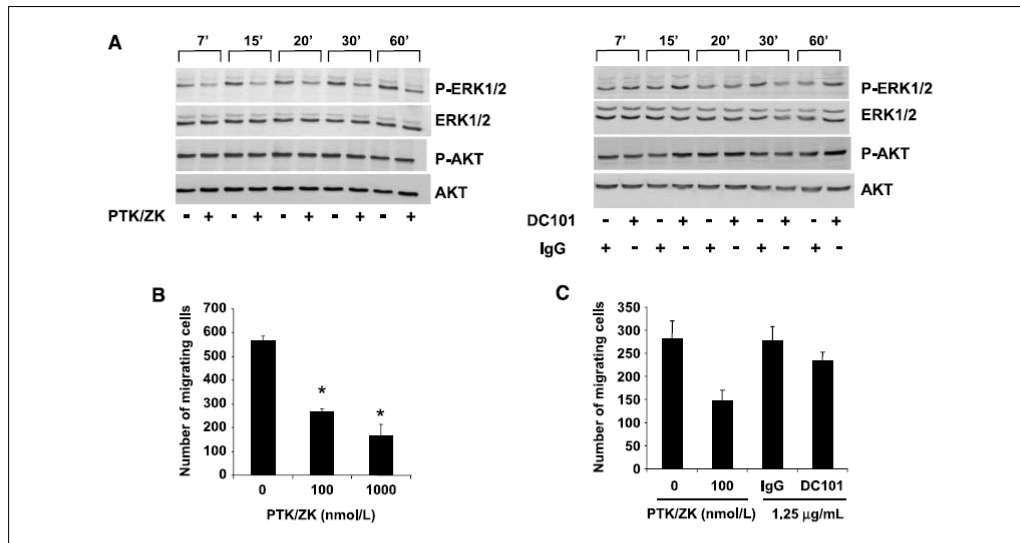 A
7' 15' 20' 30' 60'
P-ERK1/2
ERK1/2
P-AKT
AKT
PTK/ZK - + - + - + - + - +
7' 15' 20' 30' 60'
P-ERK1/2
ERK1/2
P-AKT
AKT
DC101 - + - + - + - + - +
IgG + - + - + - + - + -
B
Number of migrating cells
700
600
500
400
300
200
100
0
* *
0 100 1000
PTK/ZK (nmol/L)
C
Number of migrating cells
350
300
250
200
150
100
50
0
0 100 IgG DC101
PTK/ZK (nmol/L) 1,25 μg/mL